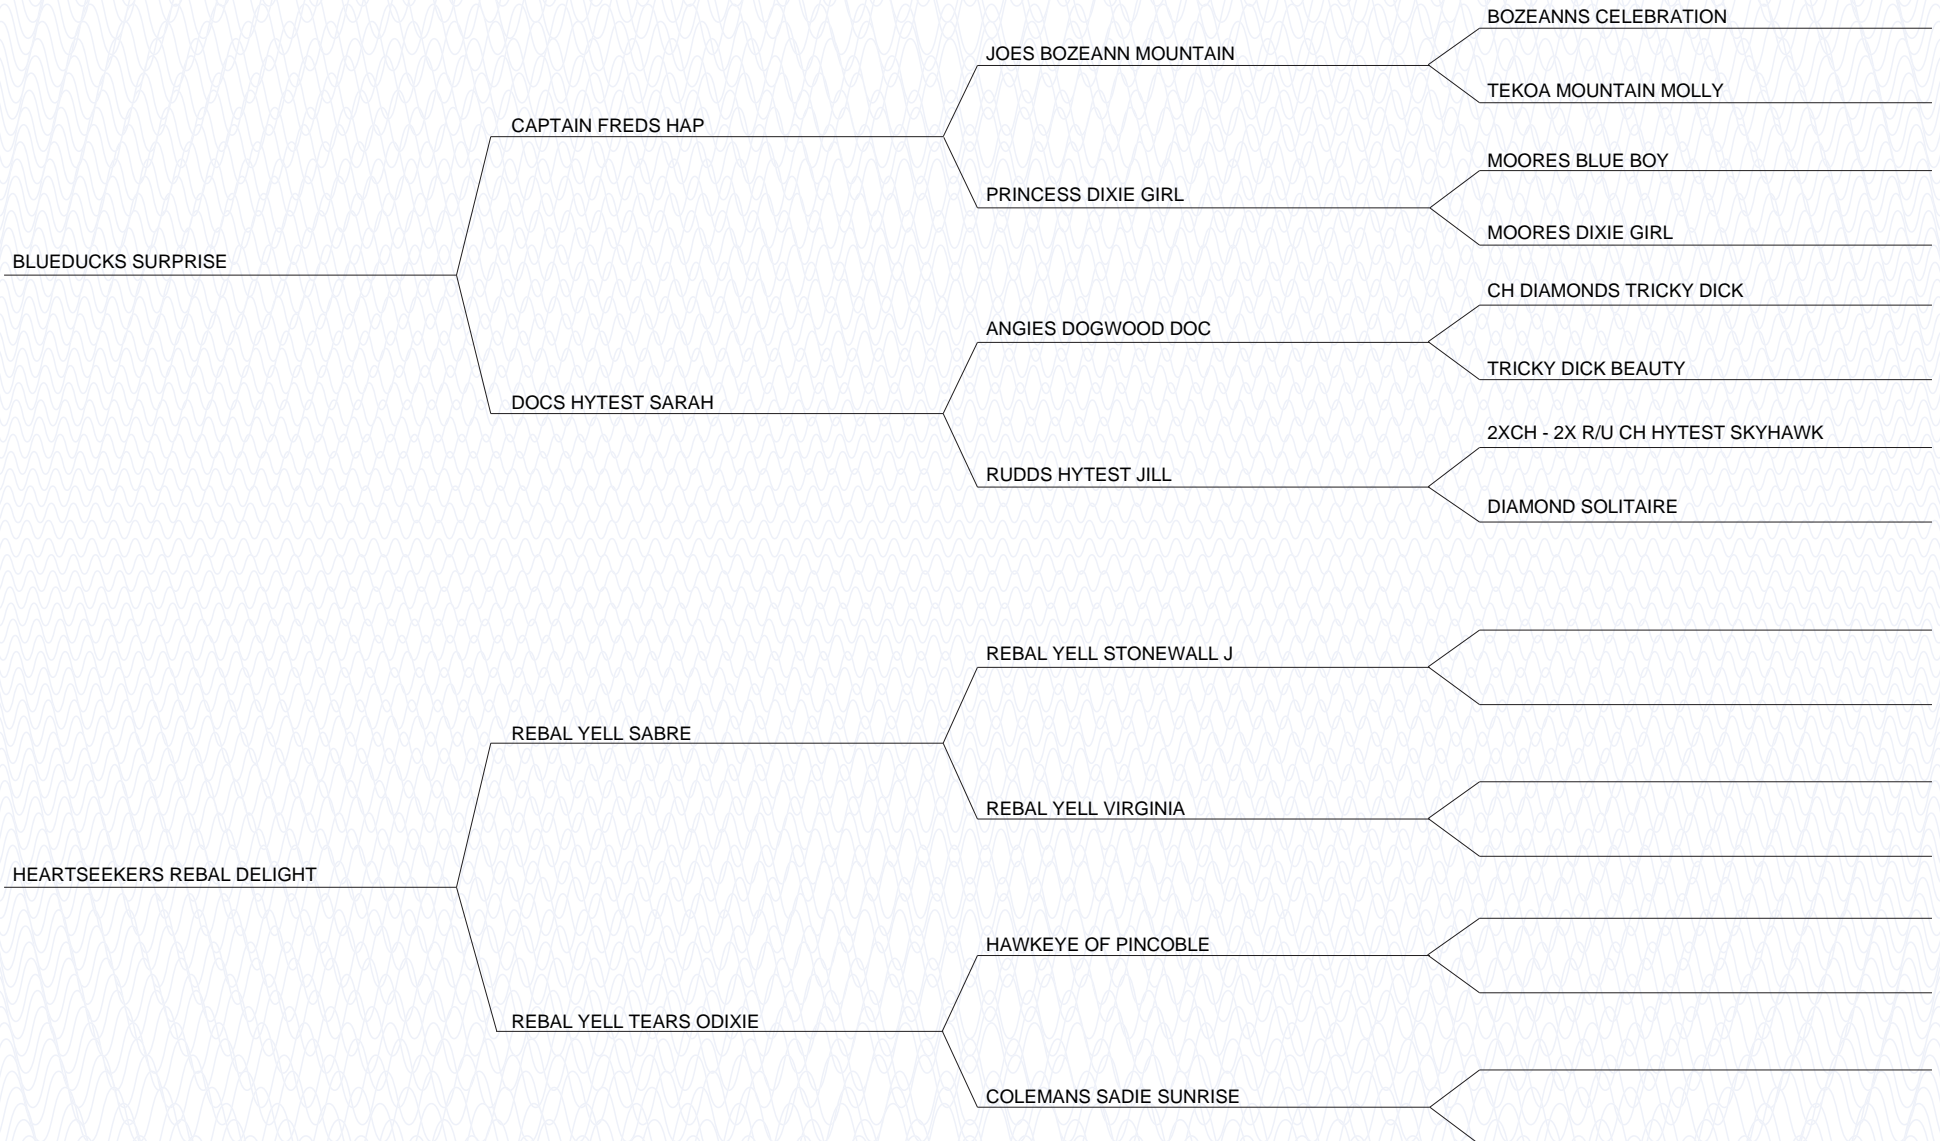 BOZEANNS CELEBRATION
JOES BOZEANN MOUNTAIN
TEKOA MOUNTAIN MOLLY
CAPTAIN FREDS HAP
MOORES BLUE BOY
PRINCESS DIXIE GIRL
MOORES DIXIE GIRL
BLUEDUCKS SURPRISE
CH DIAMONDS TRICKY DICK
ANGIES DOGWOOD DOC
TRICKY DICK BEAUTY
DOCS HYTEST SARAH
2XCH - 2X R/U CH HYTEST SKYHAWK
RUDDS HYTEST JILL
DIAMOND SOLITAIRE
REBAL YELL STONEWALL J
REBAL YELL SABRE
REBAL YELL VIRGINIA
HEARTSEEKERS REBAL DELIGHT
HAWKEYE OF PINCOBLE
REBAL YELL TEARS ODIXIE
COLEMANS SADIE SUNRISE